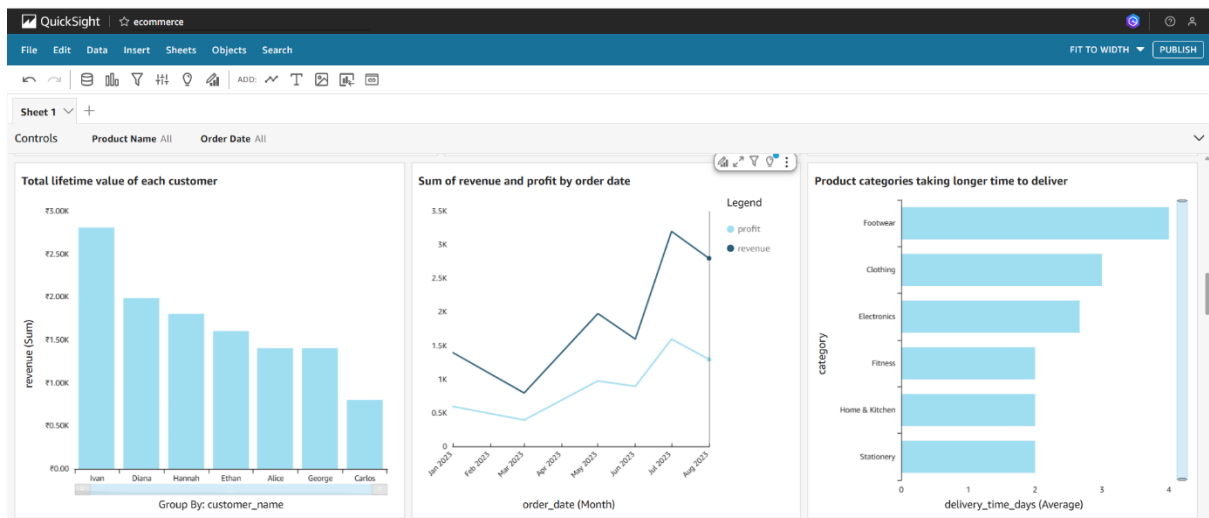 QuickSight ecommerce
File Edit Data Insert Sheets Objects Search FIT TO WIDTH PUBLISH
ADD:
Sheet 1
Controls Product Name All Order Date All
Total lifetime value of each customer
₹3.00K
₹2.50K
₹2.00K
₹1.50K
₹1.00K
₹0.50K
₹0.00
revenue (Sum)
Ivan Diana Hannah Ethan Alice George Carlos
Group By: customer_name
Sum of revenue and profit by order date
3.5K
3K
2.5K
2K
1.5K
1K
0.5K
0
Jan 2023 Feb 2023 Mar 2023 Apr 2023 May 2023 Jun 2023 Jul 2023 Aug 2023
order_date (Month)
Legend
profit
revenue
Product categories taking longer time to deliver
category
Footwear
Clothing
Electronics
Fitness
Home & Kitchen
Stationery
0 1 2 3 4
delivery_time_days (Average)